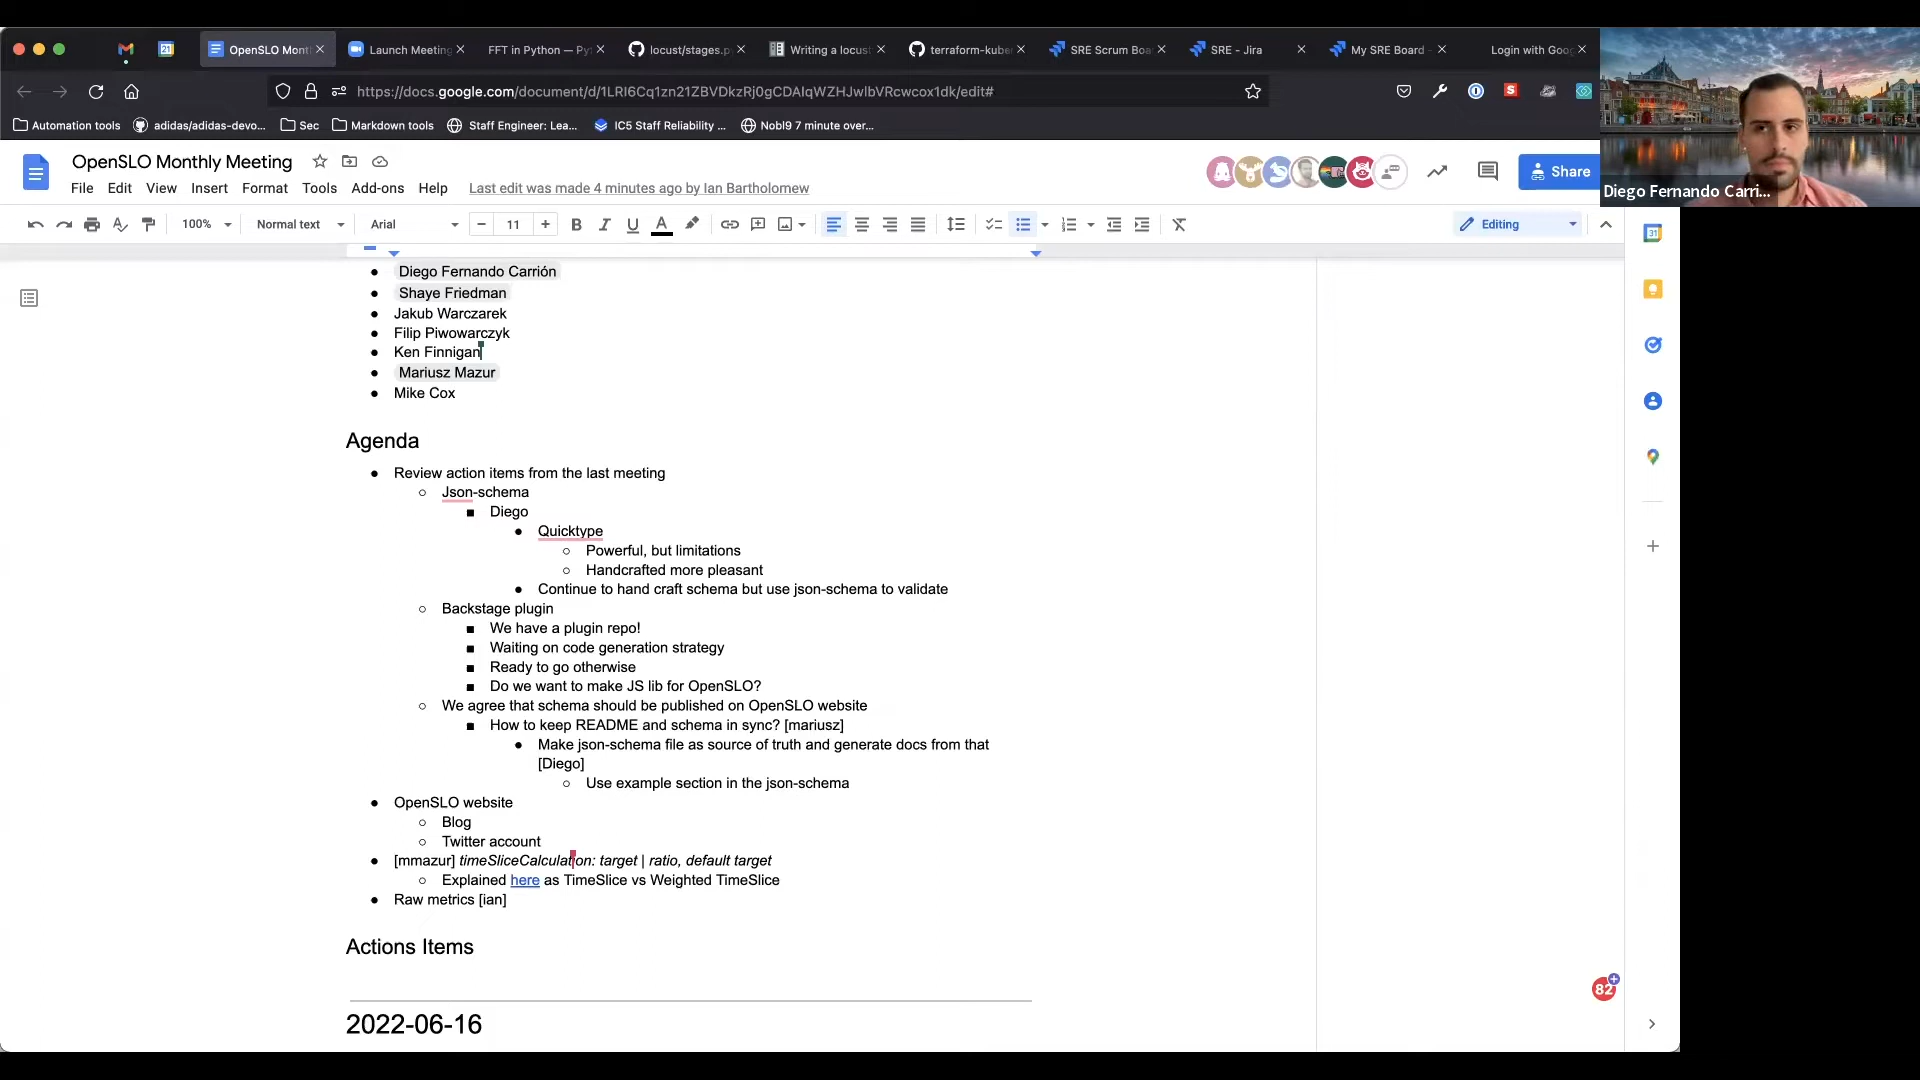 OpenSLO Mont
Launch Meeting
FFT in Python — Pyt
locust/stages.p
Writing a locus
terraform-kube
SRE Scrum Boa
SRE - Jira
My SRE Board -
Login with Goog
https://docs.google.com/document/d/1LRI6Cq1zn21ZBVDkzRj0gCDAIqWZHJwlbVRcwcox1dk/edit#
Automation tools
adidas/adidas-devo...
Sec
Markdown tools
Staff Engineer: Lea...
IC5 Staff Reliability ...
Nobl9 7 minute over...
Diego Fernando Carri...
OpenSLO Monthly Meeting
File Edit View Insert Format Tools Add-ons Help
Last edit was made 4 minutes ago by Ian Bartholomew
Share
100%
Normal text
Arial
11
Editing
Diego Fernando Carrión
Shaye Friedman
Jakub Warczarek
Filip Piwowarczyk
Ken Finnigan
Mariusz Mazur
Mike Cox
Agenda
Review action items from the last meeting
Json-schema
Diego
Quicktype
Powerful, but limitations
Handcrafted more pleasant
Continue to hand craft schema but use json-schema to validate
Backstage plugin
We have a plugin repo!
Waiting on code generation strategy
Ready to go otherwise
Do we want to make JS lib for OpenSLO?
We agree that schema should be published on OpenSLO website
How to keep README and schema in sync? [mariusz]
Make json-schema file as source of truth and generate docs from that
[Diego]
Use example section in the json-schema
OpenSLO website
Blog
Twitter account
[mmazur] timeSliceCalculation: target | ratio, default target
Explained here as TimeSlice vs Weighted TimeSlice
Raw metrics [ian]
Actions Items
82
2022-06-16